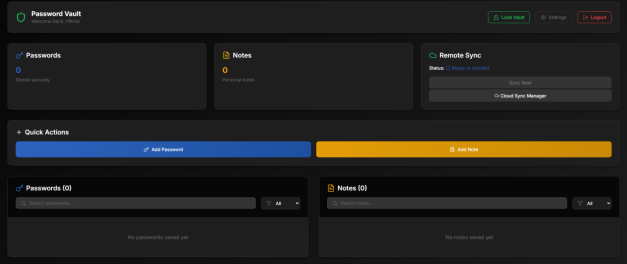 Password Vault
Welcome back, Mento
Lock Vault
Settings
Logout
Passwords
0
Stored securely
Notes
0
Personal notes
Remote Sync
Status: Ready to connect
Sync Now
Cloud Sync Manager
Quick Actions
Add Password
Add Note
Passwords (0)
Search passwords...
All
No passwords saved yet
Notes (0)
Search notes...
All
No notes saved yet